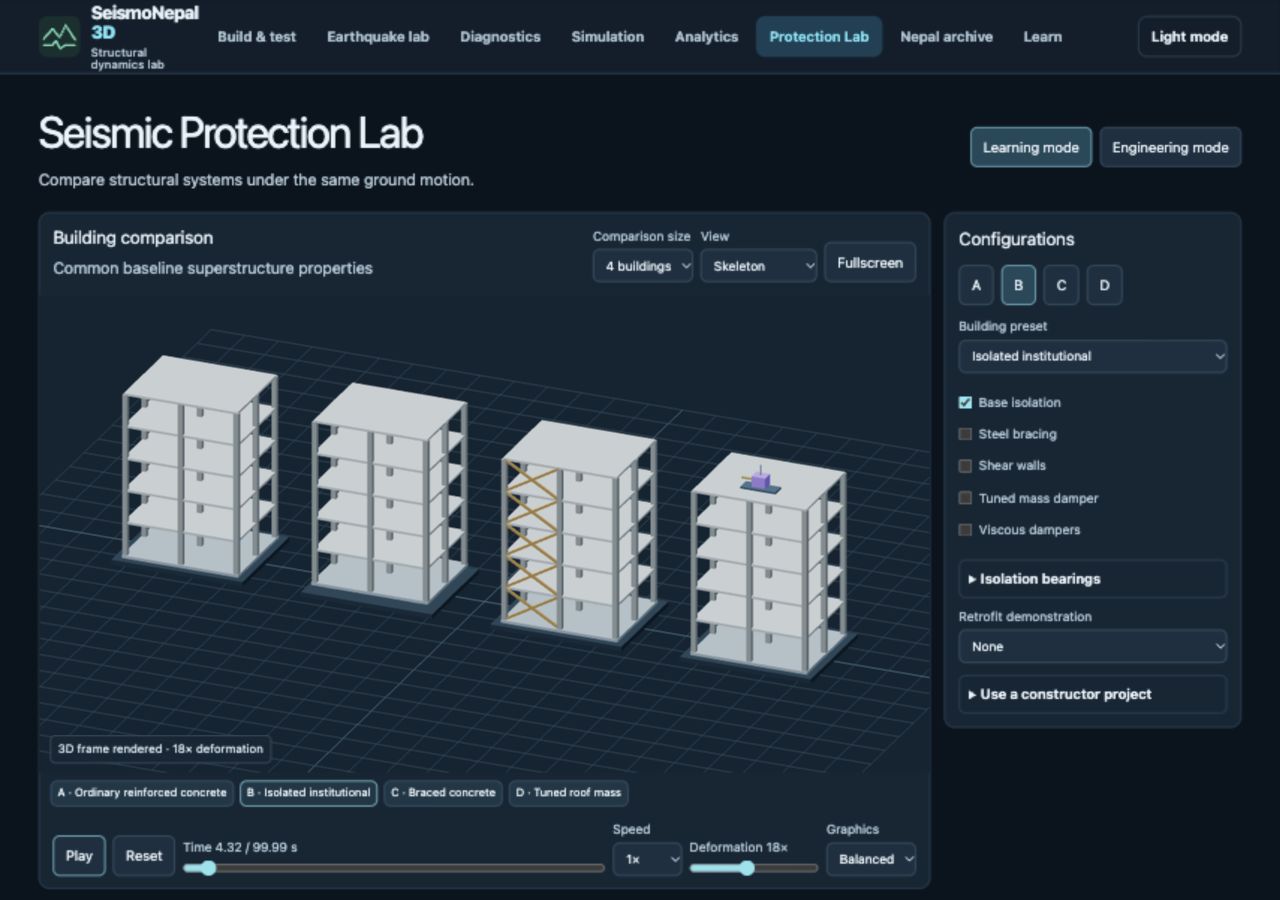 SeismoNepal
3D
Structural
dynamics lab
Build & test
Earthquake lab
Diagnostics
Simulation
Analytics
Protection Lab
Nepal archive
Learn
Light mode
Seismic Protection Lab
Compare structural systems under the same ground motion.
Learning mode
Engineering mode
Building comparison
Common baseline superstructure properties
Comparison size
4 buildings
View
Skeleton
Fullscreen
3D frame rendered · 18× deformation
A · Ordinary reinforced concrete
B · Isolated institutional
C · Braced concrete
D · Tuned roof mass
Play
Reset
Time 4.32 / 99.99 s
Speed
1×
Deformation 18×
Graphics
Balanced
Configurations
A
B
C
D
Building preset
Isolated institutional
Base isolation
Steel bracing
Shear walls
Tuned mass damper
Viscous dampers
Isolation bearings
Retrofit demonstration
None
Use a constructor project